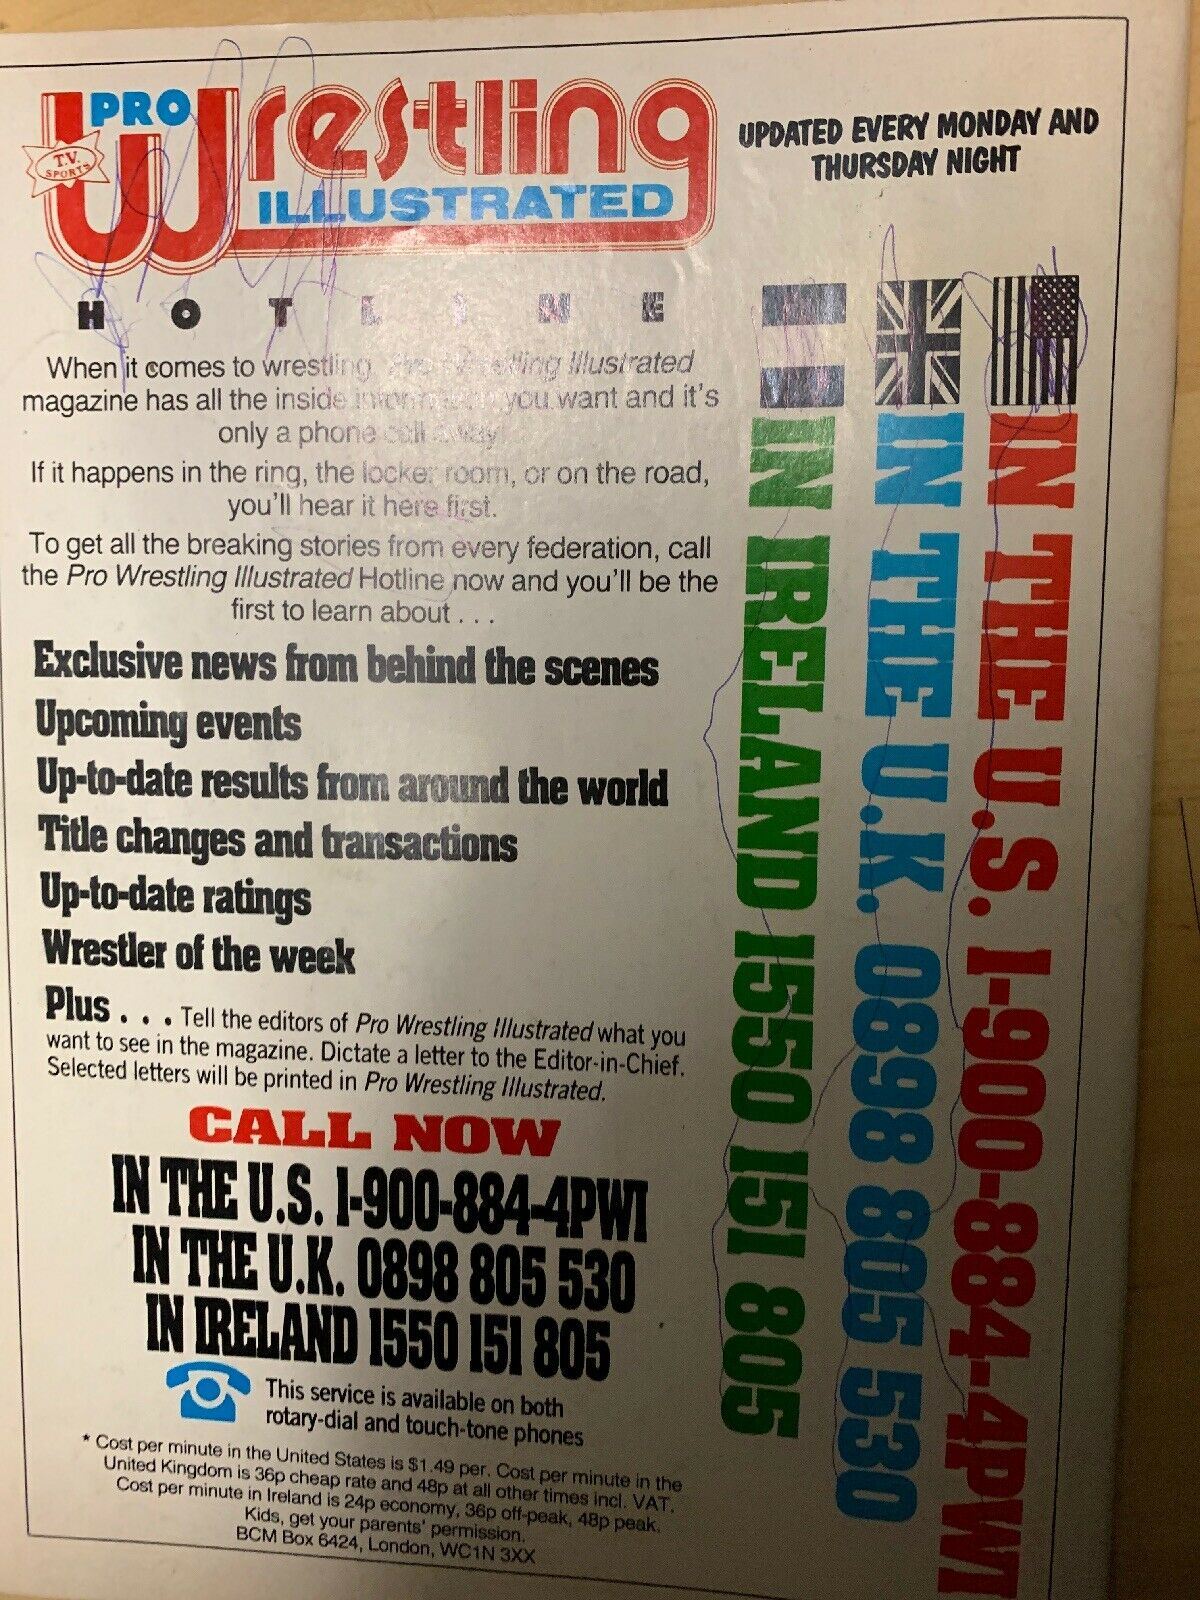 PRO
Wrestling
T.V.
SPORTS
ILLUSTRATED
UPDATED EVERY MONDAY AND
THURSDAY NIGHT
HOTLINE
When it comes to wrestling, Pro Wrestling Illustrated
magazine has all the inside information you want and it's
only a phone call away!
If it happens in the ring, the locker room, or on the road,
you'll hear it here first.
To get all the breaking stories from every federation, call
the Pro Wrestling Illustrated Hotline now and you'll be the
first to learn about . . .
Exclusive news from behind the scenes
Upcoming events
Up-to-date results from around the world
Title changes and transactions
Up-to-date ratings
Wrestler of the week
Plus . . . Tell the editors of Pro Wrestling Illustrated what you
want to see in the magazine. Dictate a letter to the Editor-in-Chief.
Selected letters will be printed in Pro Wrestling Illustrated.
CALL NOW
IN THE U.S. 1-900-884-4PWI
IN THE U.K. 0898 805 530
IN IRELAND 1550 151 805
This service is available on both
rotary-dial and touch-tone phones
* Cost per minute in the United States is $1.49 per. Cost per minute in the
United Kingdom is 36p cheap rate and 48p at all other times incl. VAT.
Cost per minute in Ireland is 24p economy, 36p off-peak, 48p peak.
Kids, get your parents' permission.
BCM Box 6424, London, WC1N 3XX
IN THE U.S. 1-900-884-4PWI
IN THE U.K. 0898 805 530
IN IRELAND 1550 151 805